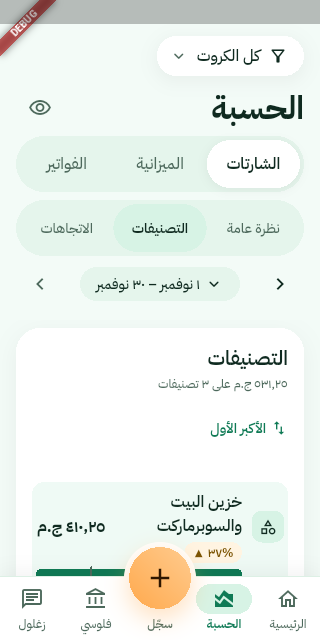 DEBUG
كل الكروت
الحسبة
الشارتات
الميزانية
الفواتير
نظرة عامة
التصنيفات
الاتجاهات
١ نوفمبر – ٣٠ نوفمبر
التصنيفات
٥٣١,٢٥ ج.م على ٣ تصنيفات
الأكبر الأول
خزين البيت والسوبرماركت
٤١٠,٢٥ ج.م
▲ ٣٧%
الرئيسية
الحسبة
سجّل
فلوسي
زغلول